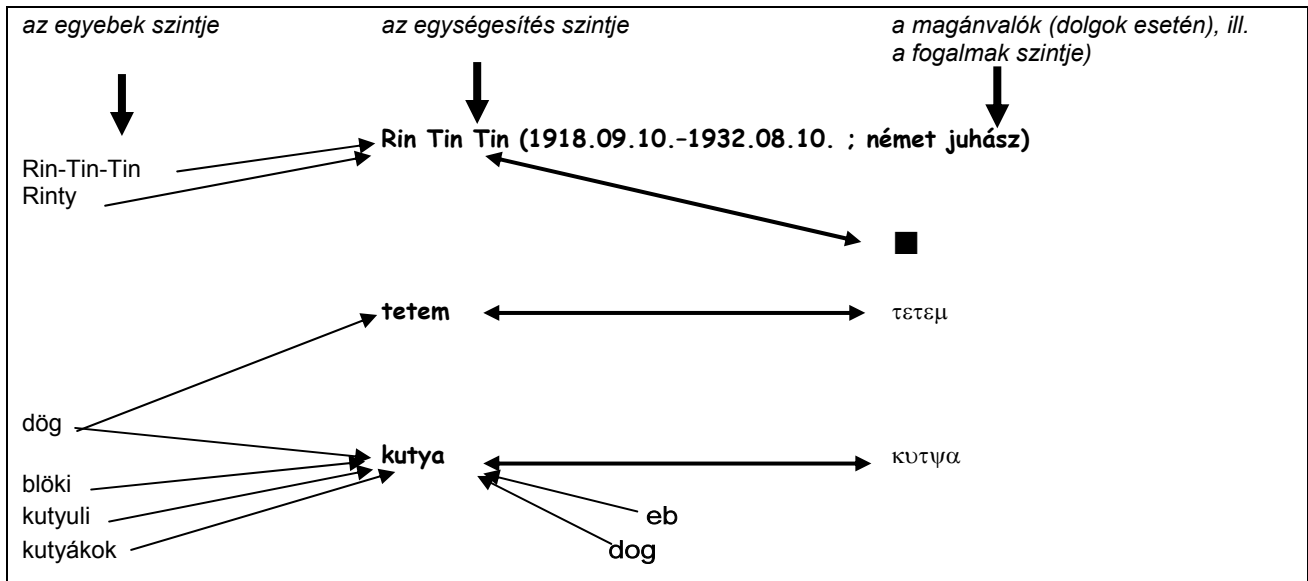 az egyebek szintje
az egységesítés szintje
a magánvalók (dolgok esetén), ill.
a fogalmak szintje)
Rin Tin Tin (1918.09.10.-1932.08.10. ; német juhász)
Rin-Tin-Tin
Rinty
tetem
τετεμ
dög
kutya
κυτψα
blöki
kutyuli
eb
kutyákok
dog